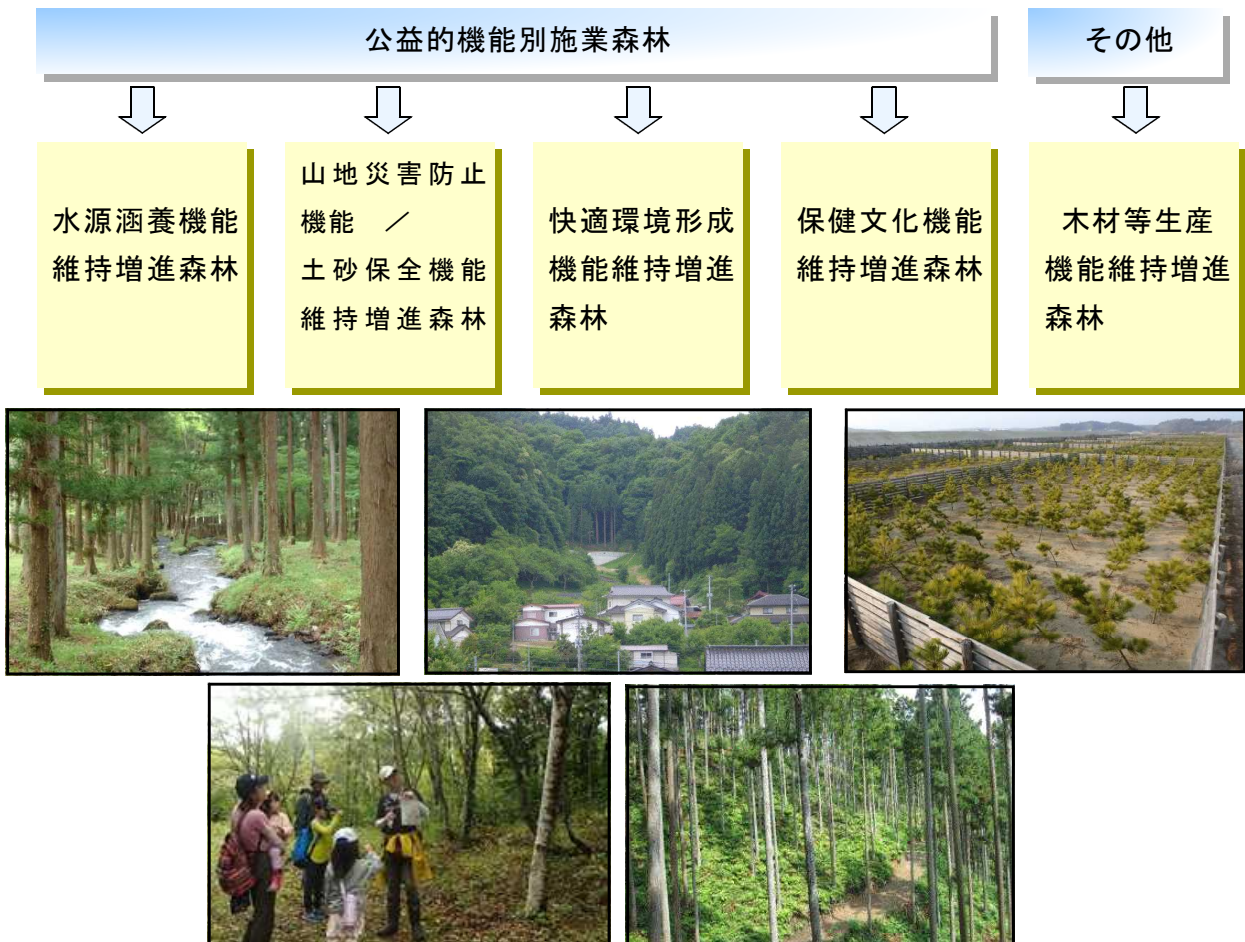 公益的機能別施業森林
その他
水源涵養機能
維持増進森林
山地災害防止
機能 ／
土砂保全機能
維持増進森林
快適環境形成
機能維持増進
森林
保健文化機能
維持増進森林
木材等生産
機能維持増進
森林